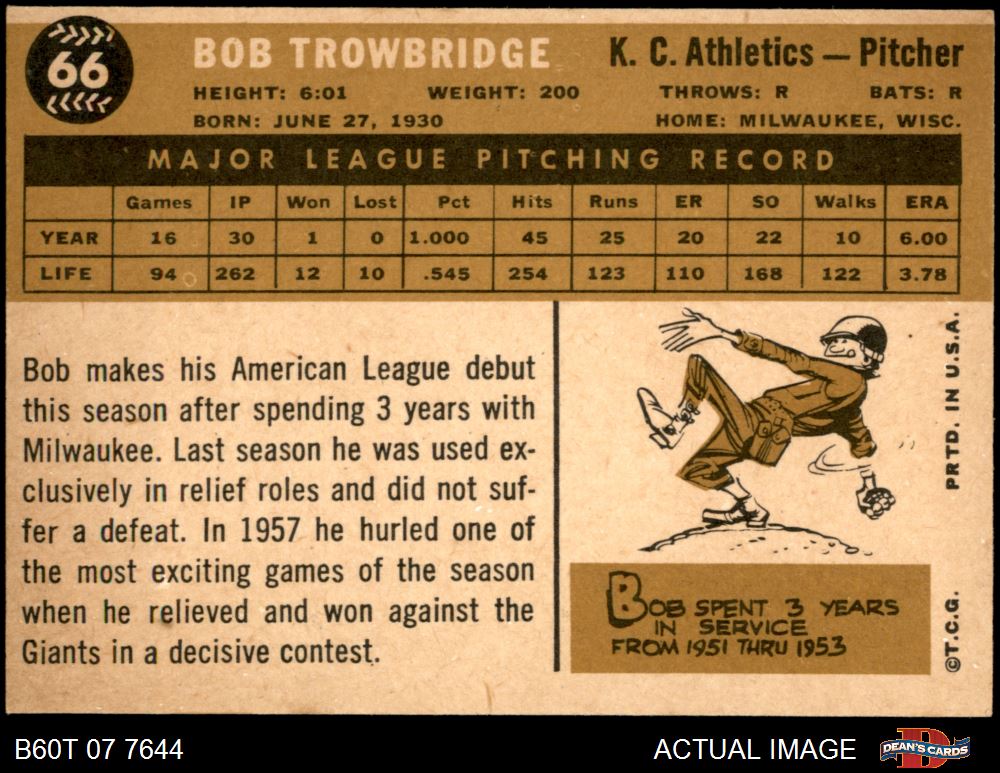 66
BOB TROWBRIDGE K. C. Athletics — Pitcher
HEIGHT: 6:01 WEIGHT: 200 THROWS: R BATS: R
BORN: JUNE 27, 1930 HOME: MILWAUKEE, WISC.
MAJOR LEAGUE PITCHING RECORD
Games IP Won Lost Pct Hits Runs ER SO Walks ERA
YEAR 16 30 1 0 1.000 45 25 20 22 10 6.00
LIFE 94 262 12 10 .545 254 123 110 168 122 3.78
Bob makes his American League debut
this season after spending 3 years with
Milwaukee. Last season he was used ex-
clusively in relief roles and did not suf-
fer a defeat. In 1957 he hurled one of
the most exciting games of the season
when he relieved and won against the
Giants in a decisive contest.
BOB SPENT 3 YEARS
IN SERVICE
FROM 1951 THRU 1953
©T.C.G. PRTD. IN U.S.A.
B60T 07 7644 ACTUAL IMAGE DEAN'S CARDS